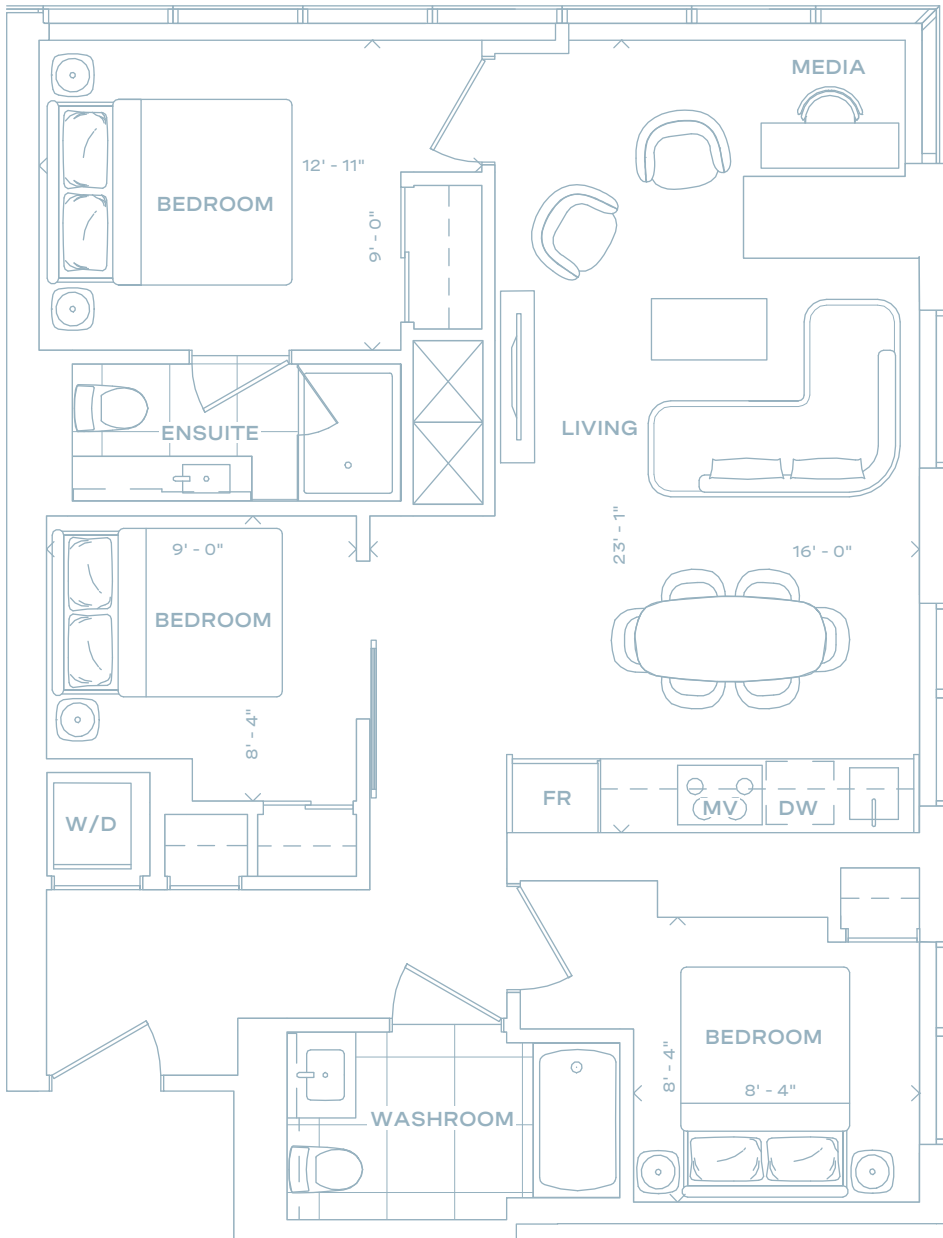 MEDIA
12' - 11"
BEDROOM
9' - 0"
ENSUITE
LIVING
23' - 1"
9' - 0"
16' - 0"
BEDROOM
8' - 4"
FR
MV
DW
W/D
BEDROOM
8' - 4"
8' - 4"
WASHROOM